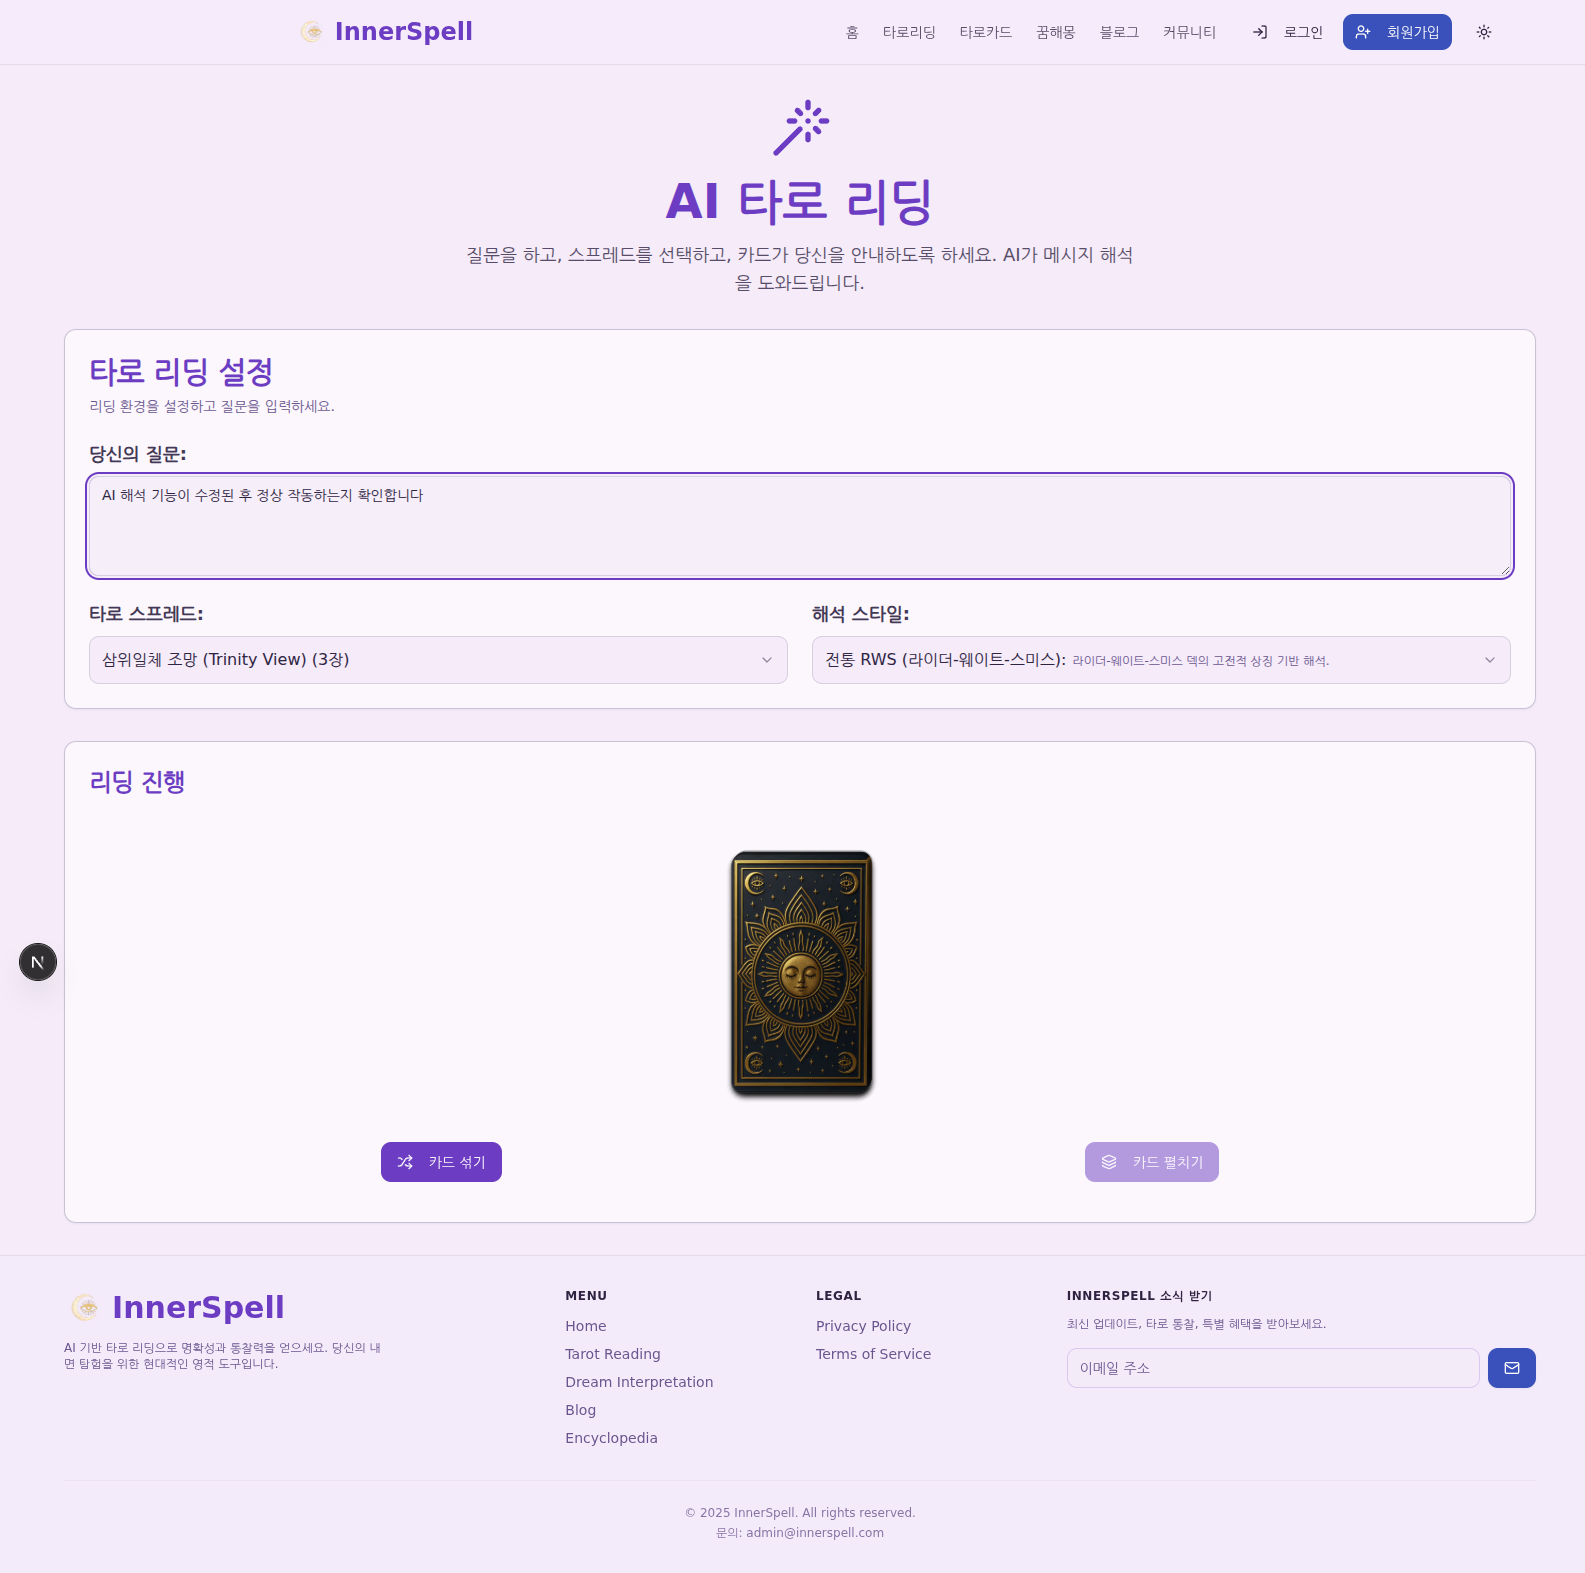 InnerSpell
홈 타로리딩 타로카드 꿈해몽 블로그 커뮤니티 로그인 회원가입
AI 타로 리딩
질문을 하고, 스프레드를 선택하고, 카드가 당신을 안내하도록 하세요. AI가 메시지 해석
을 도와드립니다.
타로 리딩 설정
리딩 환경을 설정하고 질문을 입력하세요.
당신의 질문:
AI 해석 기능이 수정된 후 정상 작동하는지 확인합니다
타로 스프레드:
삼위일체 조망 (Trinity View) (3장)
해석 스타일:
전통 RWS (라이더-웨이트-스미스): 라이더-웨이트-스미스 덱의 고전적 상징 기반 해석.
리딩 진행
N
카드 섞기
카드 펼치기
InnerSpell
AI 기반 타로 리딩으로 명확성과 통찰력을 얻으세요. 당신의 내
면 탐험을 위한 현대적인 영적 도구입니다.
MENU
Home
Tarot Reading
Dream Interpretation
Blog
Encyclopedia
LEGAL
Privacy Policy
Terms of Service
INNERSPELL 소식 받기
최신 업데이트, 타로 통찰, 특별 혜택을 받아보세요.
이메일 주소
© 2025 InnerSpell. All rights reserved.
문의: admin@innerspell.com